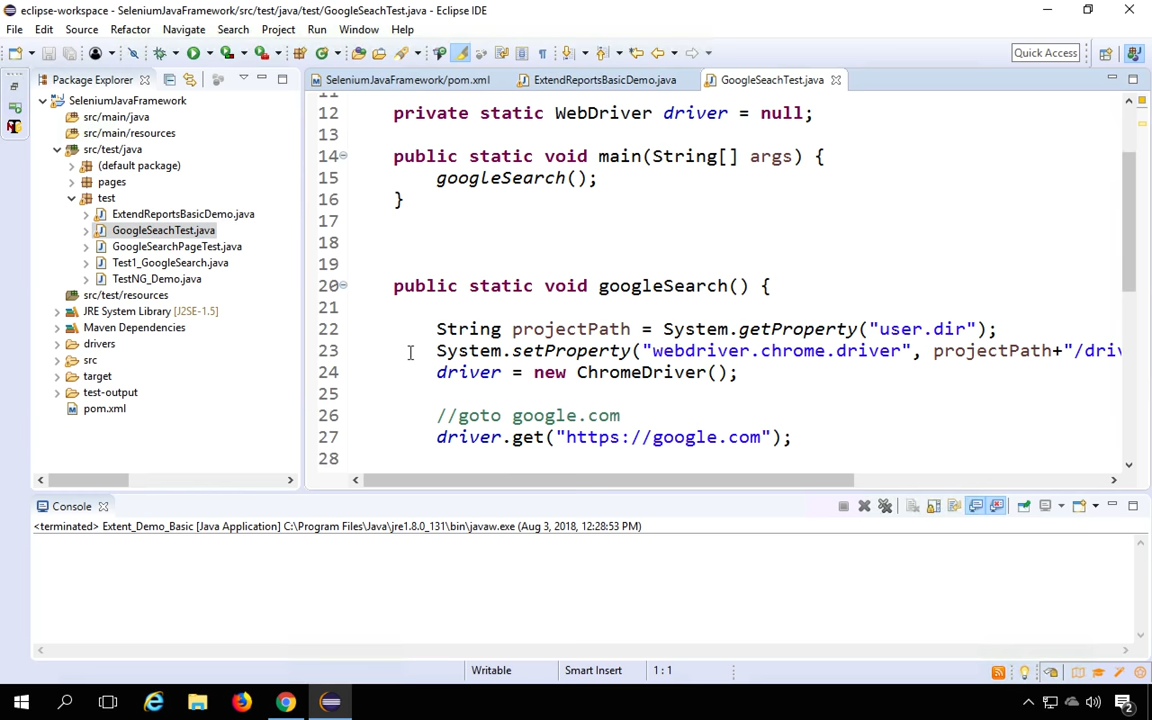 eclipse-workspace - SeleniumJavaFramework/src/test/java/test/GoogleSeachTest.java - Eclipse IDE
File Edit Source Refactor Navigate Search Project Run Window Help
Quick Access
Package Explorer
SeleniumJavaFramework/pom.xml
ExtendReportsBasicDemo.java
GoogleSeachTest.java
SeleniumJavaFramework
src/main/java
src/main/resources
src/test/java
(default package)
pages
test
ExtendReportsBasicDemo.java
GoogleSeachTest.java
GoogleSearchPageTest.java
Test1_GoogleSearch.java
TestNG_Demo.java
src/test/resources
JRE System Library [J2SE-1.5]
Maven Dependencies
drivers
src
target
test-output
pom.xml
11
12 private static WebDriver driver = null;
13
14 public static void main(String[] args) {
15 googleSearch();
16 }
17
18
19
20 public static void googleSearch() {
21
22 String projectPath = System.getProperty("user.dir");
23 System.setProperty("webdriver.chrome.driver", projectPath+"/driv
24 driver = new ChromeDriver();
25
26 //goto google.com
27 driver.get("https://google.com");
28
Console
<terminated> Extent_Demo_Basic [Java Application] C:\Program Files\Java\jre1.8.0_131\bin\javaw.exe (Aug 3, 2018, 12:28:53 PM)
Writable Smart Insert 1 : 1
2